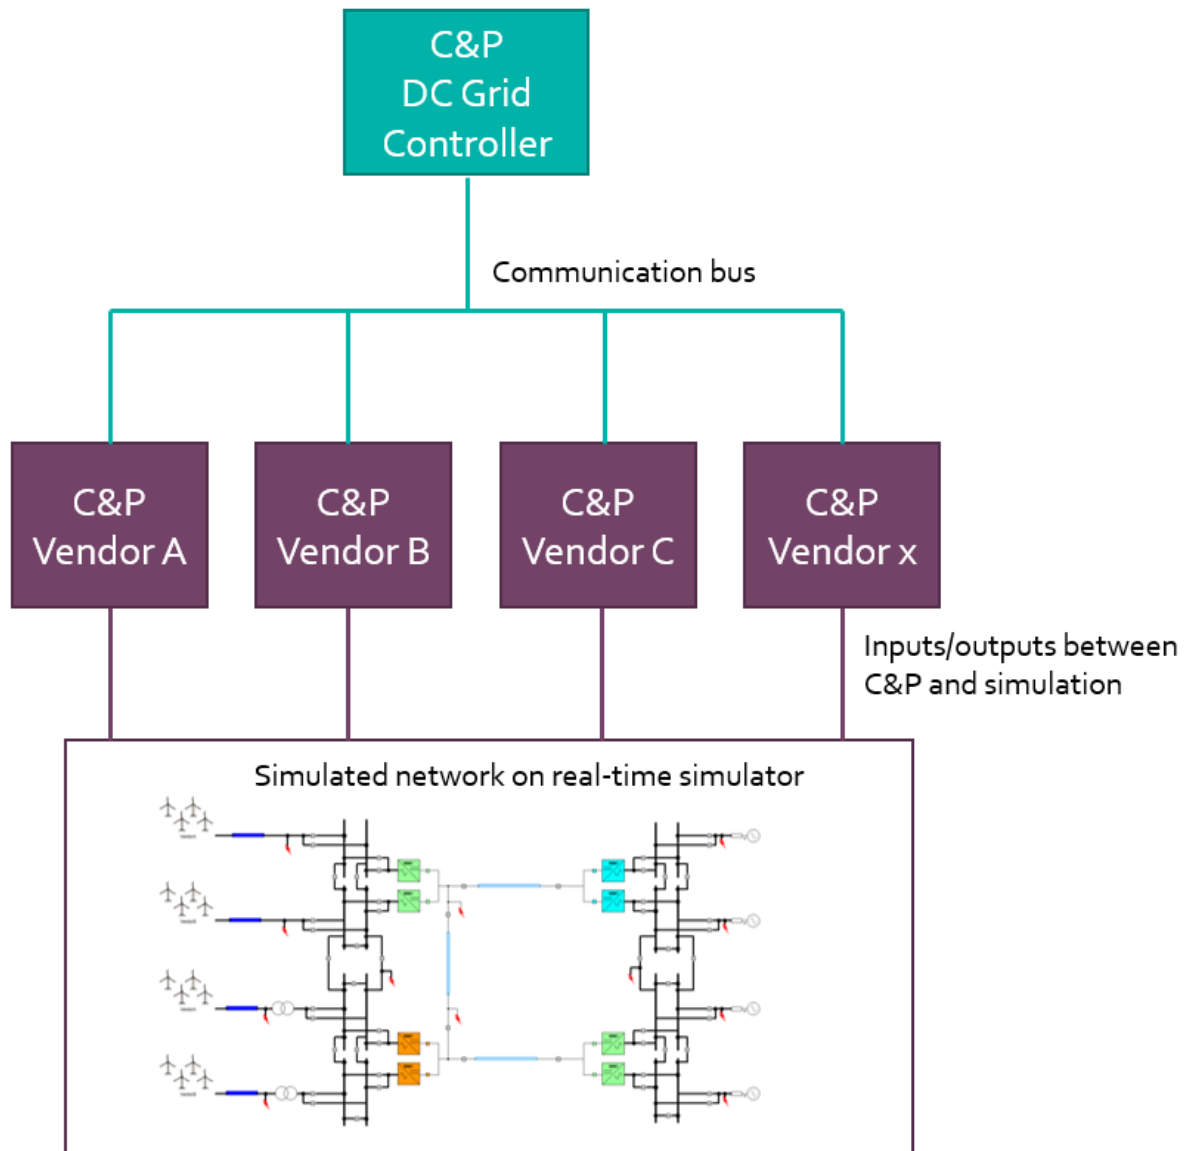 C&P
DC Grid
Controller
Communication bus
C&P
Vendor A
C&P
Vendor B
C&P
Vendor C
C&P
Vendor x
Inputs/outputs between
C&P and simulation
Simulated network on real-time simulator